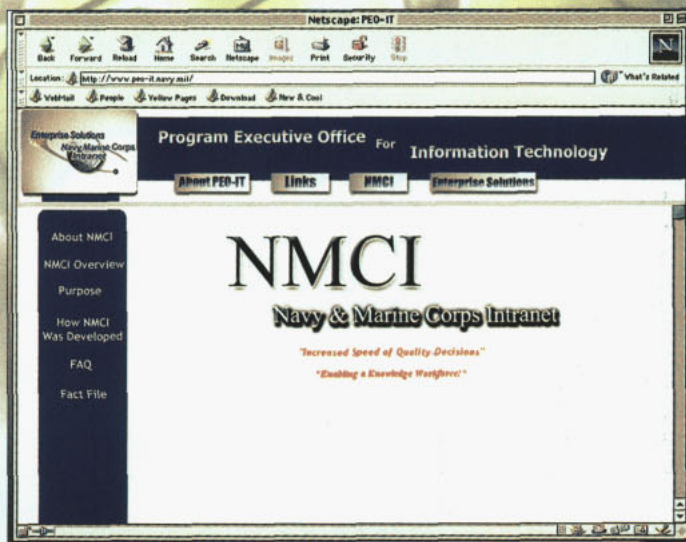 Netscape: PEO-IT
Back Forward Reload Home Search Netscape Images Print Security Stop
Location: http://www.peo-it.navy.mil/ What's Related
WebMail People Yellow Pages Download New & Cool
Enterprise Solutions
Navy Marine Corps
Intranet
Program Executive Office For Information Technology
About PEO-IT Links NMCI Enterprise Solutions
About NMCI
NMCI Overview
Purpose
How NMCI
Was Developed
FAQ
Fact File
NMCI
Navy & Marine Corps Intranet
"Increased Speed of Quality Decisions"
"Enabling a Knowledge Workforce!"